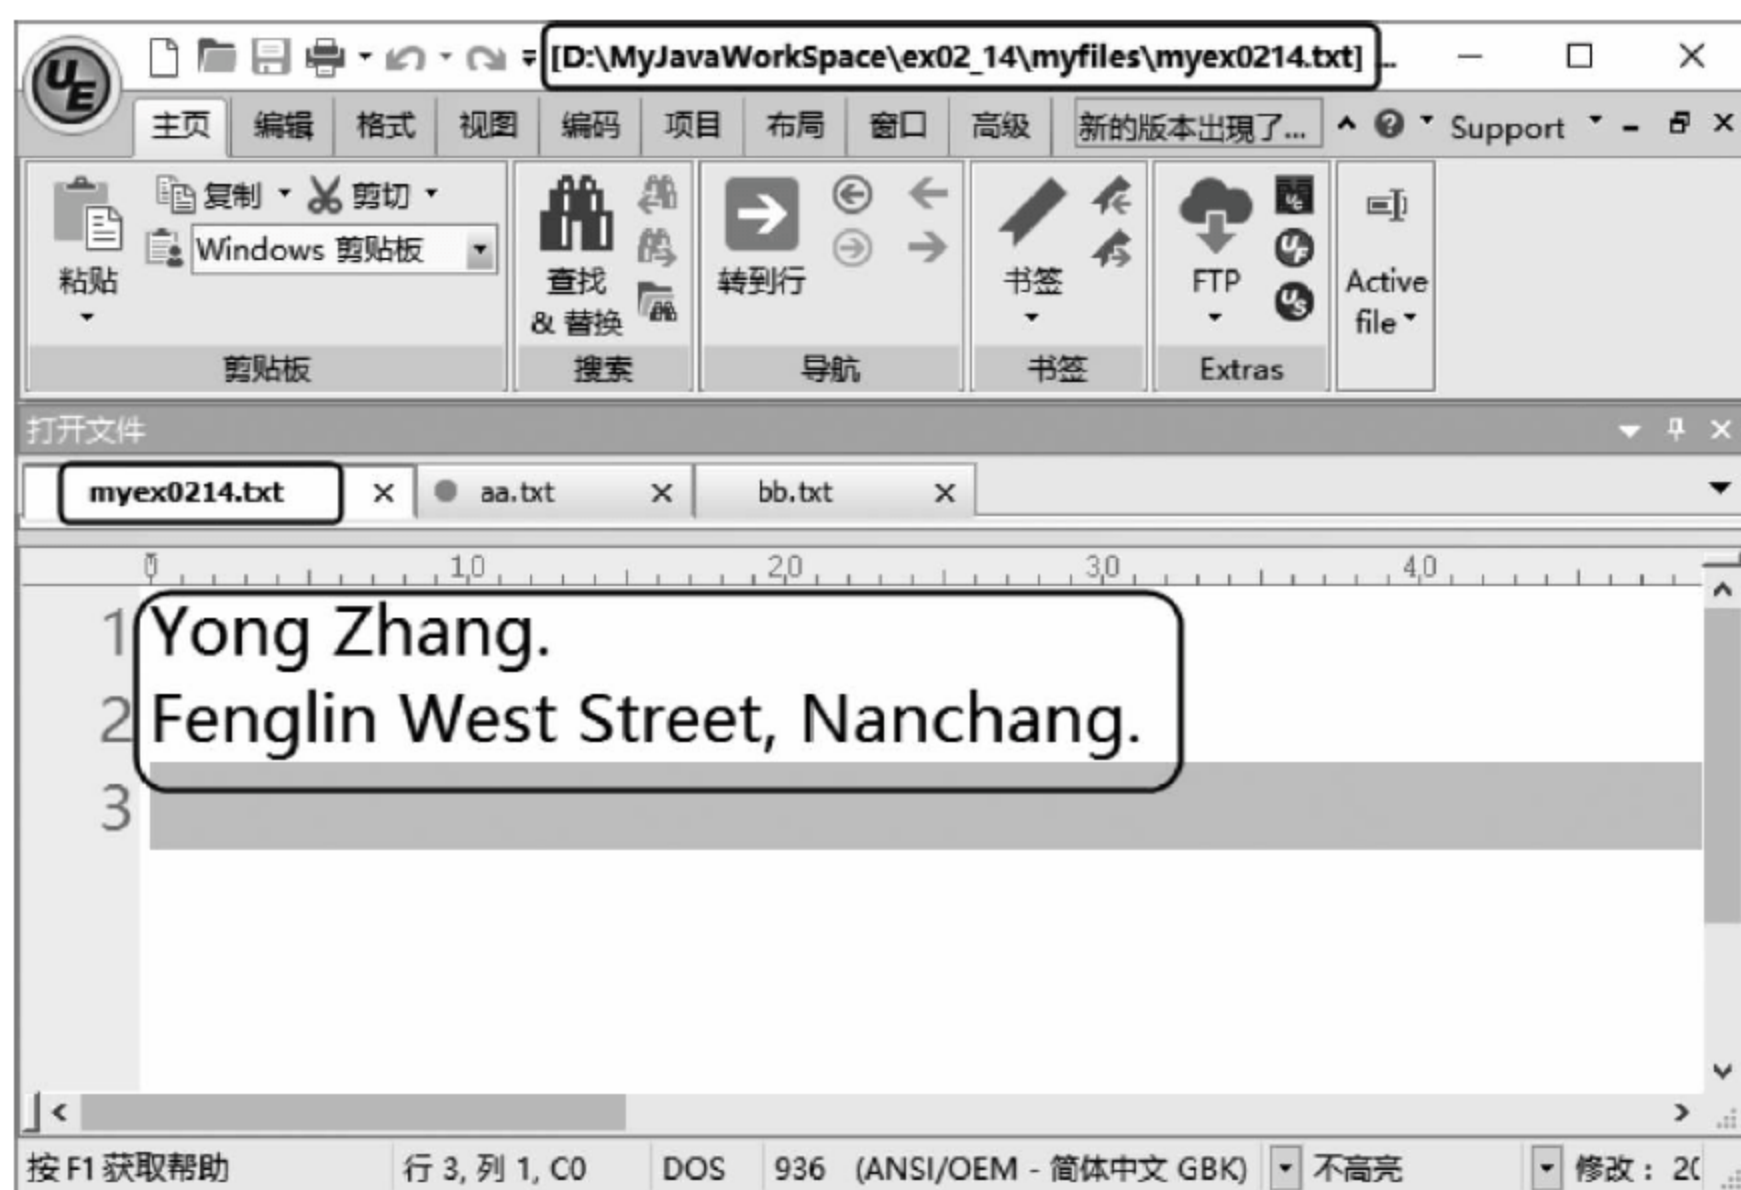 UE [D:\MyJavaWorkSpace\ex02_14\myfiles\myex0214.txt] ...
主页 编辑 格式 视图 编码 项目 布局 窗口 高级 新的版本出現了... Support
复制 剪切
Windows 剪贴板
粘贴
查找
& 替换
转到行
书签
FTP
Active
file
剪贴板 搜索 导航 书签 Extras
打开文件
myex0214.txt aa.txt bb.txt
0 10 20 30 40
1 Yong Zhang.
2 Fenglin West Street, Nanchang.
3
按 F1 获取帮助 行 3, 列 1, C0 DOS 936 (ANSI/OEM - 简体中文 GBK) 不高亮 修改: 20